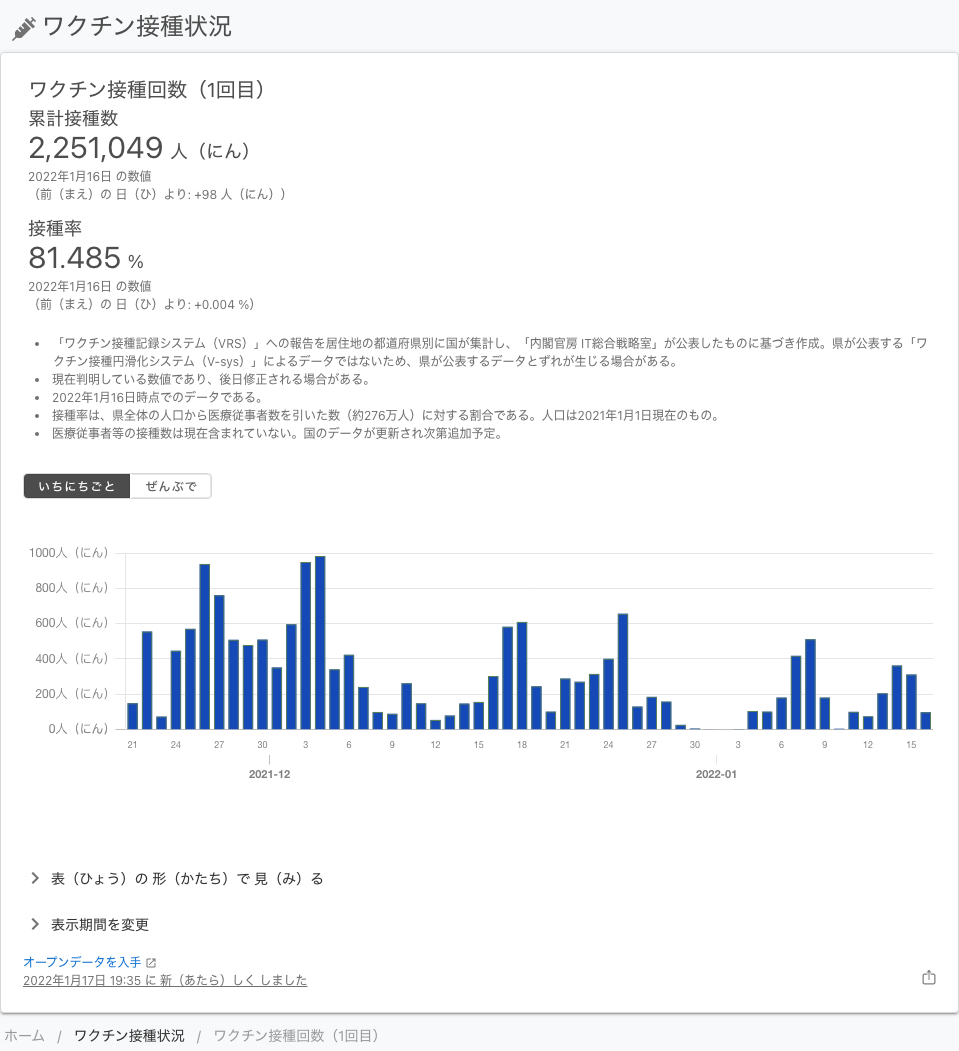 ワクチン接種状況
ワクチン接種回数（1回目）
累計接種数
2,251,049 人（にん）
2022年1月16日 の数値
（前（まえ）の 日（ひ）より: +98 人（にん））
接種率
81.485 %
2022年1月16日 の数値
（前（まえ）の 日（ひ）より: +0.004 %）
• 「ワクチン接種記録システム（VRS）」への報告を居住地の都道府県別に国が集計し、「内閣官房 IT総合戦略室」が公表したものに基づき作成。県が公表する「ワ
クチン接種円滑化システム（V-sys）」によるデータではないため、県が公表するデータとずれが生じる場合がある。
• 現在判明している数値であり、後日修正される場合がある。
• 2022年1月16日時点でのデータである。
• 接種率は、県全体の人口から医療従事者数を引いた数（約276万人）に対する割合である。人口は2021年1月1日現在のもの。
• 医療従事者等の接種数は現在含まれていない。国のデータが更新され次第追加予定。
いちにちごと ぜんぶで
1000人（にん）
800人（にん）
600人（にん）
400人（にん）
200人（にん）
0人（にん）
21 24 27 30 3 6 9 12 15 18 21 24 27 30 3 6 9 12 15
2021-12 2022-01
表（ひょう）の 形（かたち）で 見（み）る
表示期間を変更
オープンデータを入手
2022年1月17日 19:35 に 新（あたら）しく しました
ホーム / ワクチン接種状況 / ワクチン接種回数（1回目）